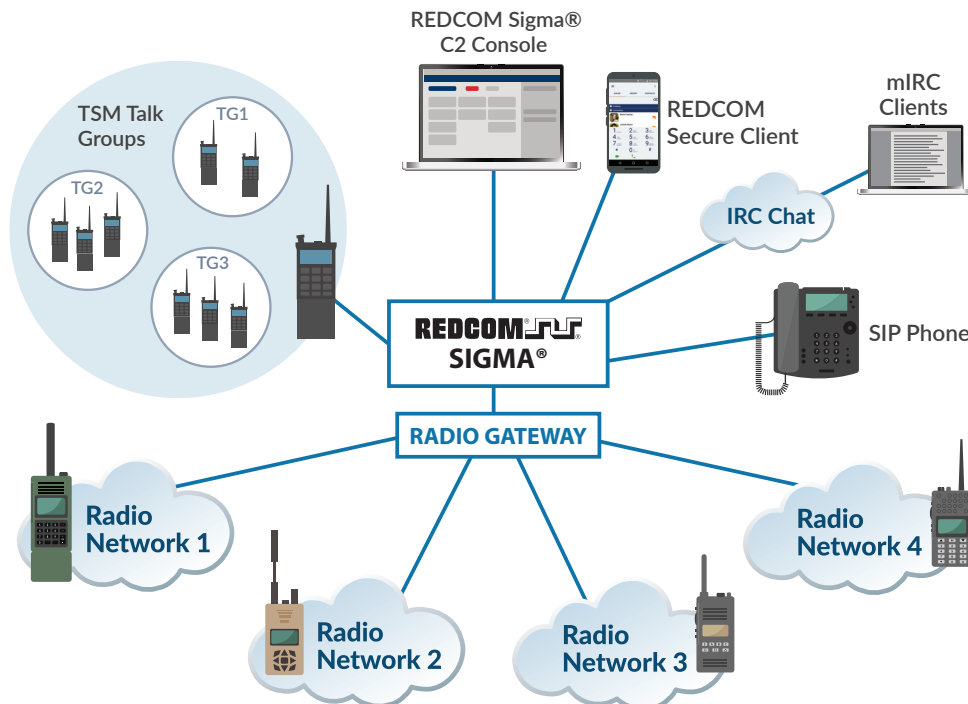 REDCOM Sigma®
C2 Console
TSM Talk
Groups
TG1
TG2
TG3
REDCOM
Secure Client
mIRC
Clients
IRC Chat
REDCOM®
SIGMA®
SIP Phone
RADIO GATEWAY
Radio
Network 1
Radio
Network 2
Radio
Network 3
Radio
Network 4